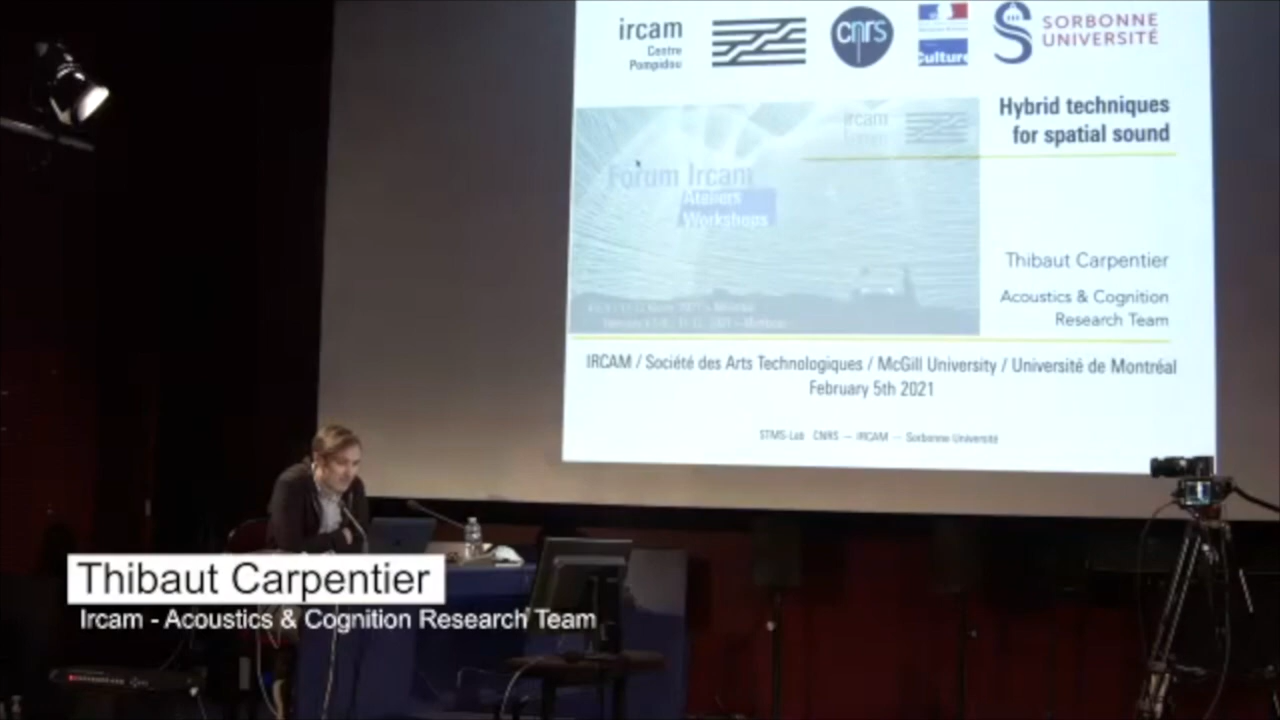 ircam
Centre
Pompidou
cnrs
Culture
SORBONNE
UNIVERSITÉ
Hybrid techniques
for spatial sound
ircam
Forum
Forum Ircam
Ateliers
Workshops
Thibaut Carpentier
Acoustics & Cognition
Research Team
IRCAM / Société des Arts Technologiques / McGill University / Université de Montréal
February 5th 2021
STMS-Lab CNRS – IRCAM – Sorbonne Université
Thibaut Carpentier
Ircam - Acoustics & Cognition Research Team